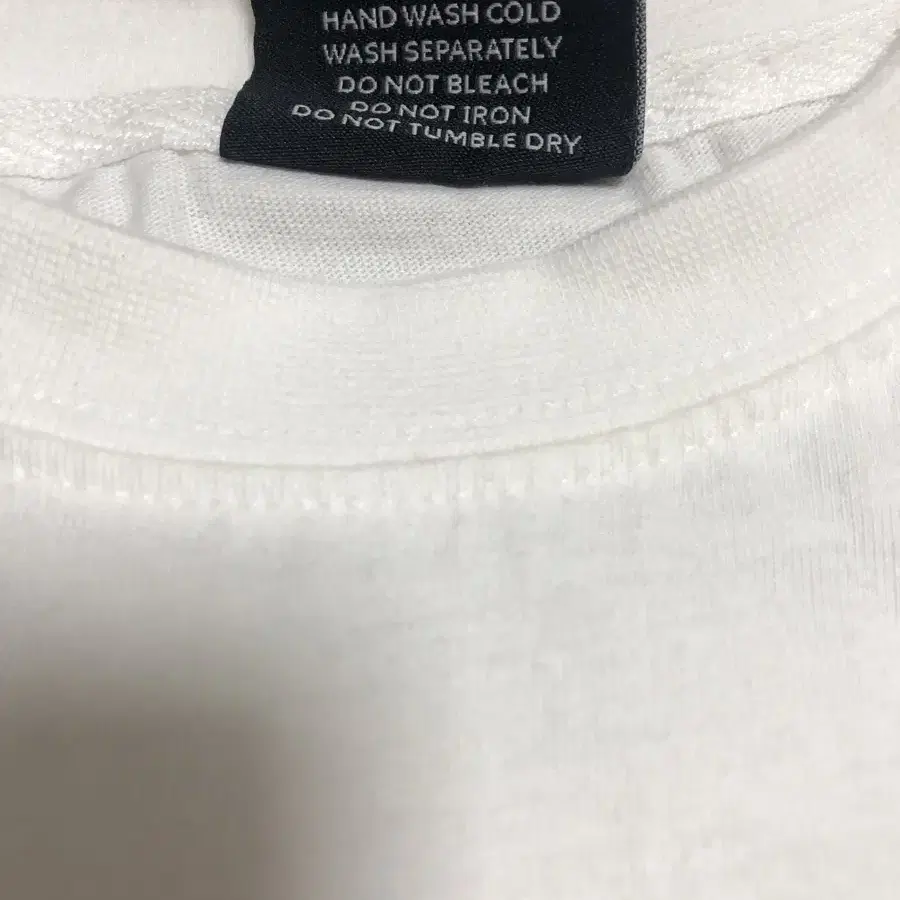 HAND WASH COLD
WASH SEPARATELY
DO NOT BLEACH
DO NOT IRON
DO NOT TUMBLE DRY